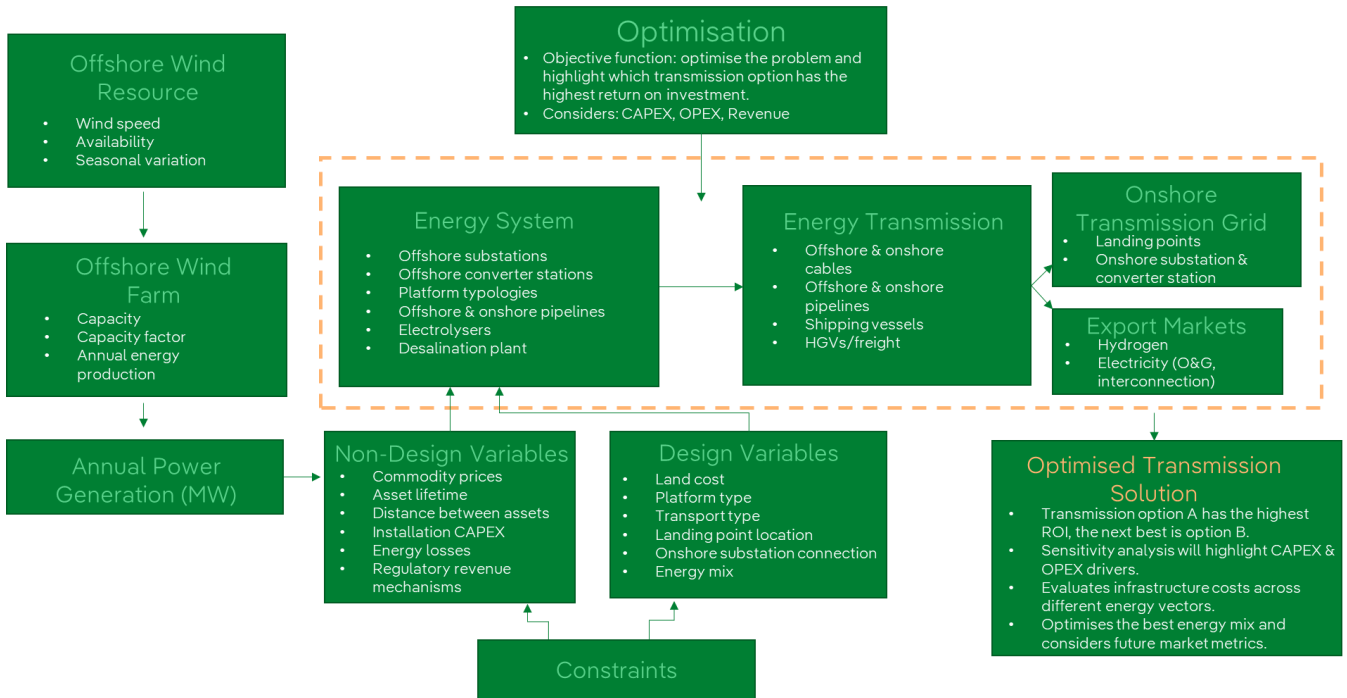 Optimisation
• Objective function: optimise the problem and
highlight which transmission option has the
highest return on investment.
• Considers: CAPEX, OPEX, Revenue
Offshore Wind
Resource
• Wind speed
• Availability
• Seasonal variation
Offshore Wind
Farm
• Capacity
• Capacity factor
• Annual energy
production
Annual Power
Generation (MW)
Energy System
• Offshore substations
• Offshore converter stations
• Platform typologies
• Offshore & onshore pipelines
• Electrolysers
• Desalination plant
Energy Transmission
• Offshore & onshore
cables
• Offshore & onshore
pipelines
• Shipping vessels
• HGVs/freight
Onshore
Transmission Grid
• Landing points
• Onshore substation &
converter station
Export Markets
• Hydrogen
• Electricity (O&G,
interconnection)
Non-Design Variables
• Commodity prices
• Asset lifetime
• Distance between assets
• Installation CAPEX
• Energy losses
• Regulatory revenue
mechanisms
Design Variables
• Land cost
• Platform type
• Transport type
• Landing point location
• Onshore substation connection
• Energy mix
Constraints
Optimised Transmission
Solution
• Transmission option A has the highest
ROI, the next best is option B.
• Sensitivity analysis will highlight CAPEX &
OPEX drivers.
• Evaluates infrastructure costs across
different energy vectors.
• Optimises the best energy mix and
considers future market metrics.